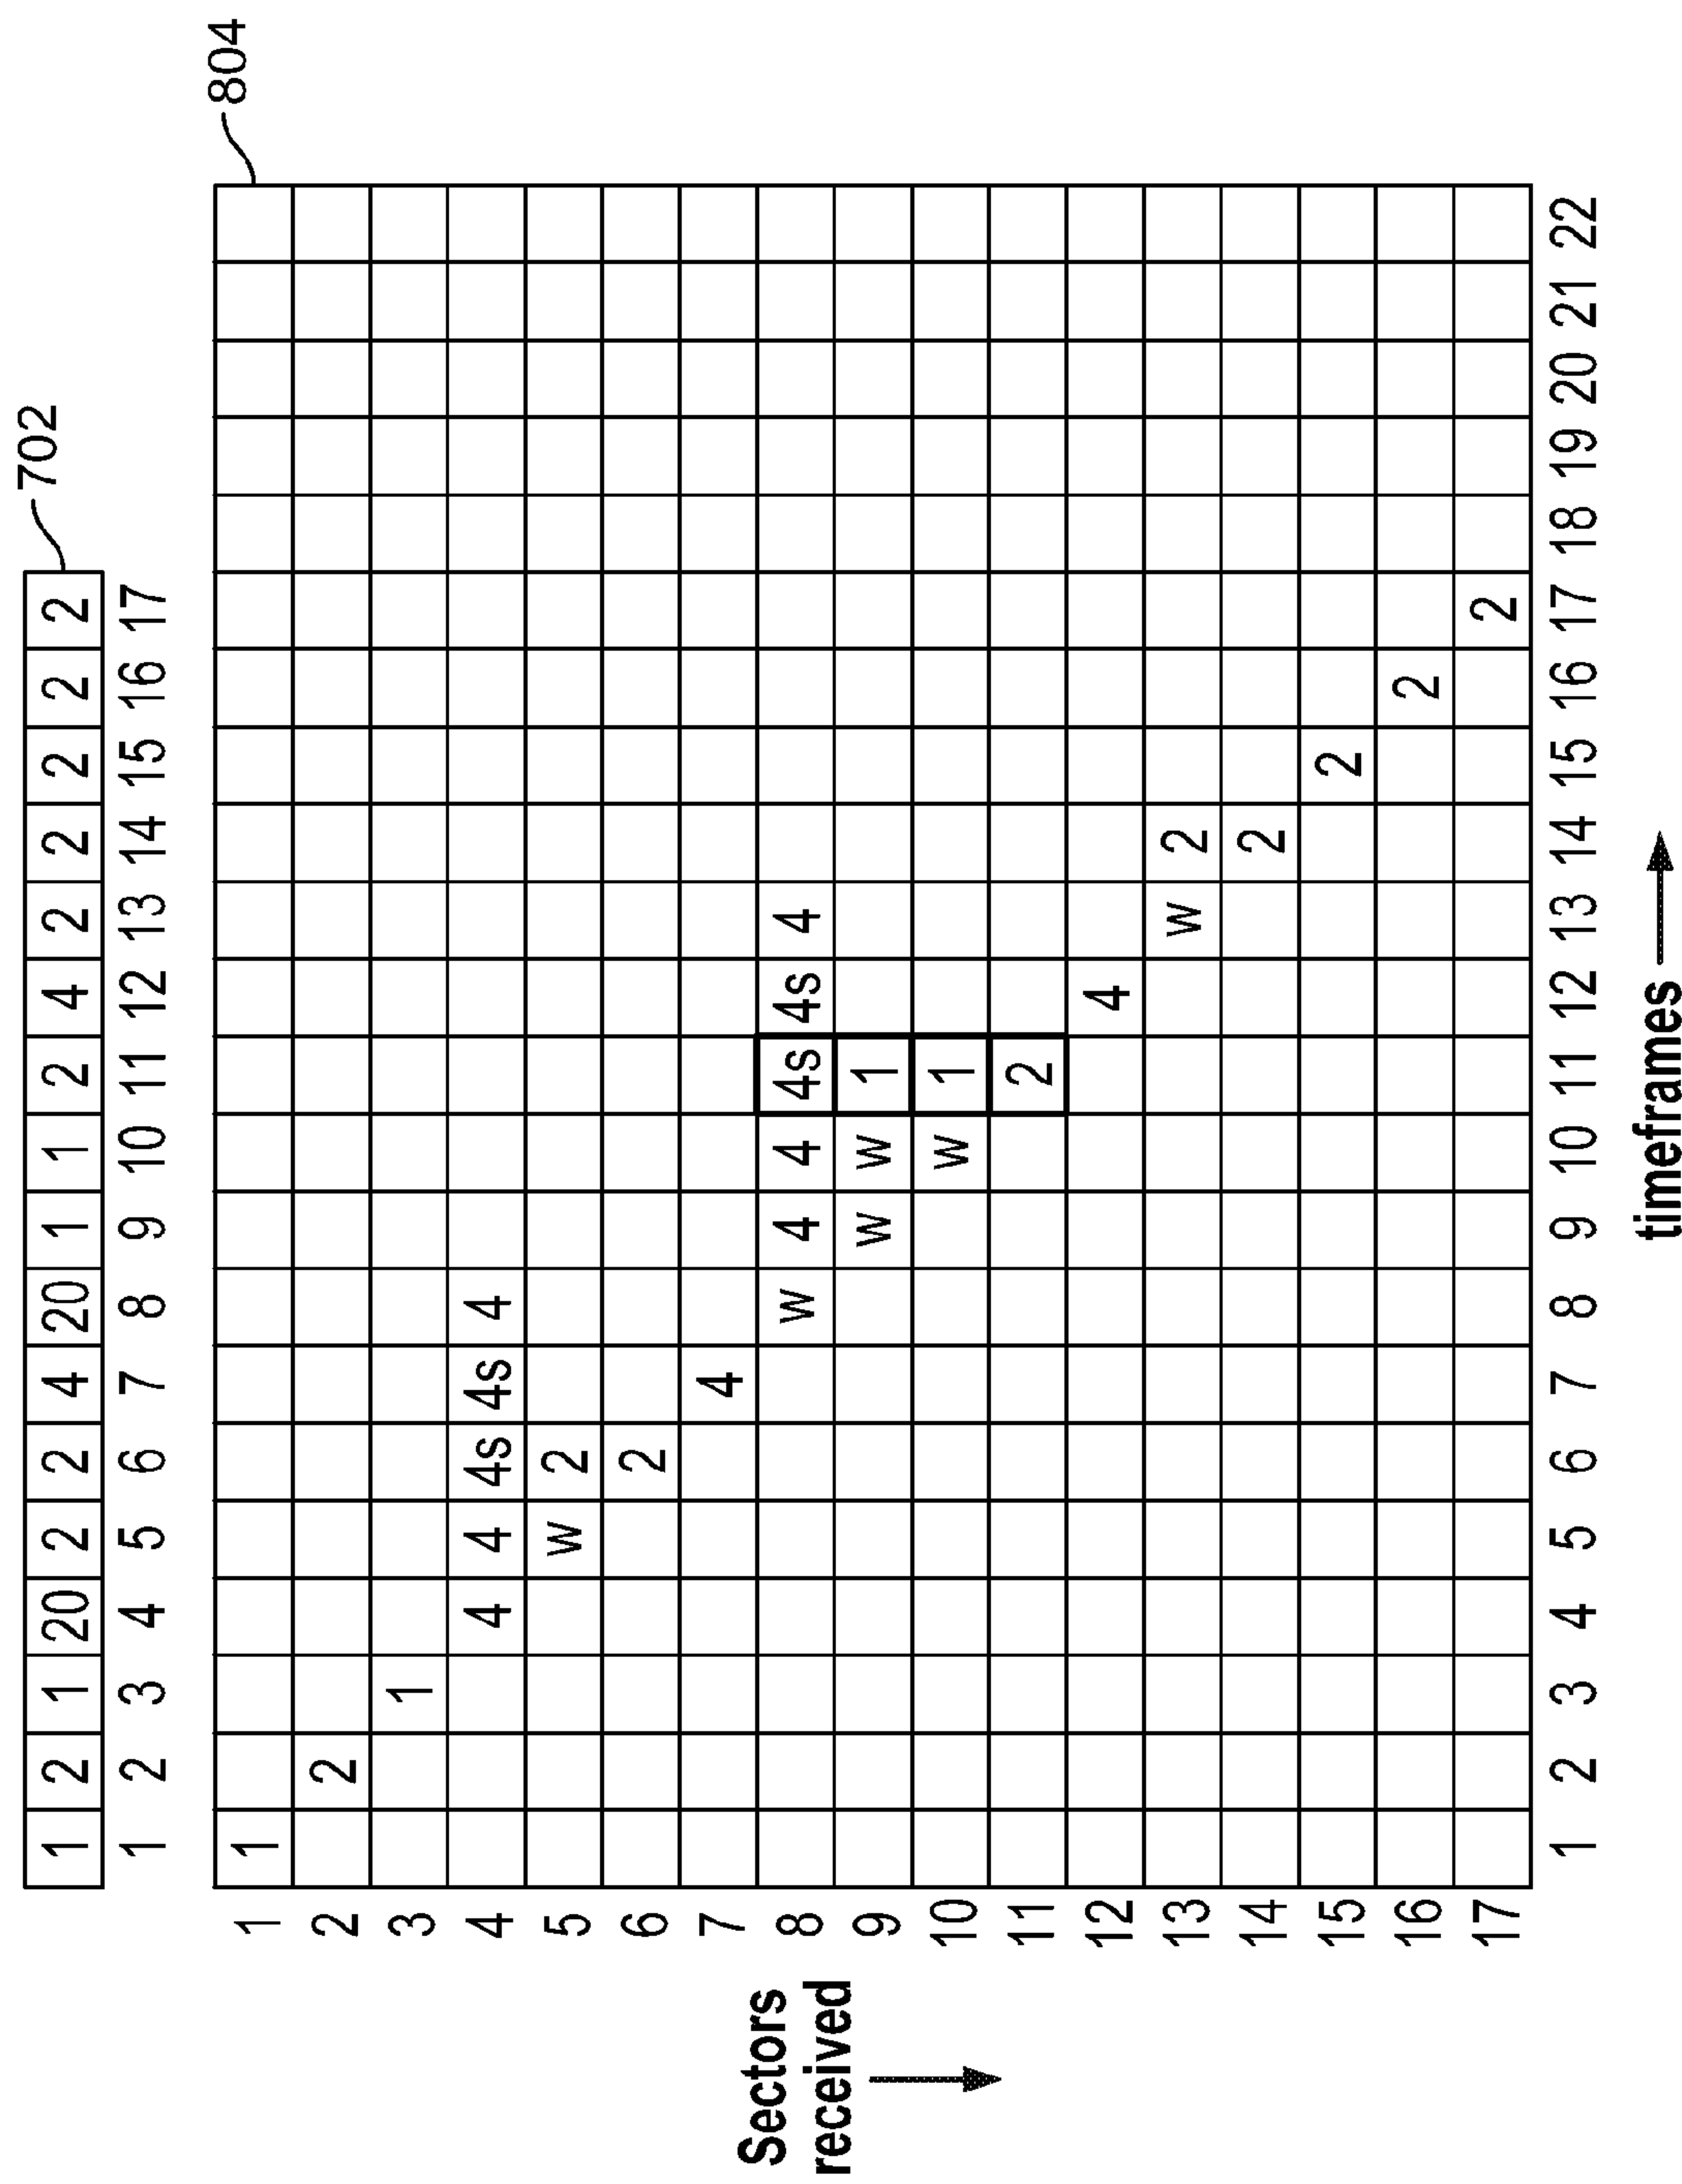 702
1 2 1 20 2 2 4 20 1 1 2 4 2 2 2 2 2
1 2 3 4 5 6 7 8 9 10 11 12 13 14 15 16 17
804
Sectors
received
1 1
2 2
3 1
4 4 4 4s 4s 4
5 w 2
6 2
7 4
8 w 4 4 4s 4s 4
9 w w 1
10 w 1
11 2
12 4
13 w 2
14 2
15 2
16 2
17 2
1 2 3 4 5 6 7 8 9 10 11 12 13 14 15 16 17 18 19 20 21 22
timeframes